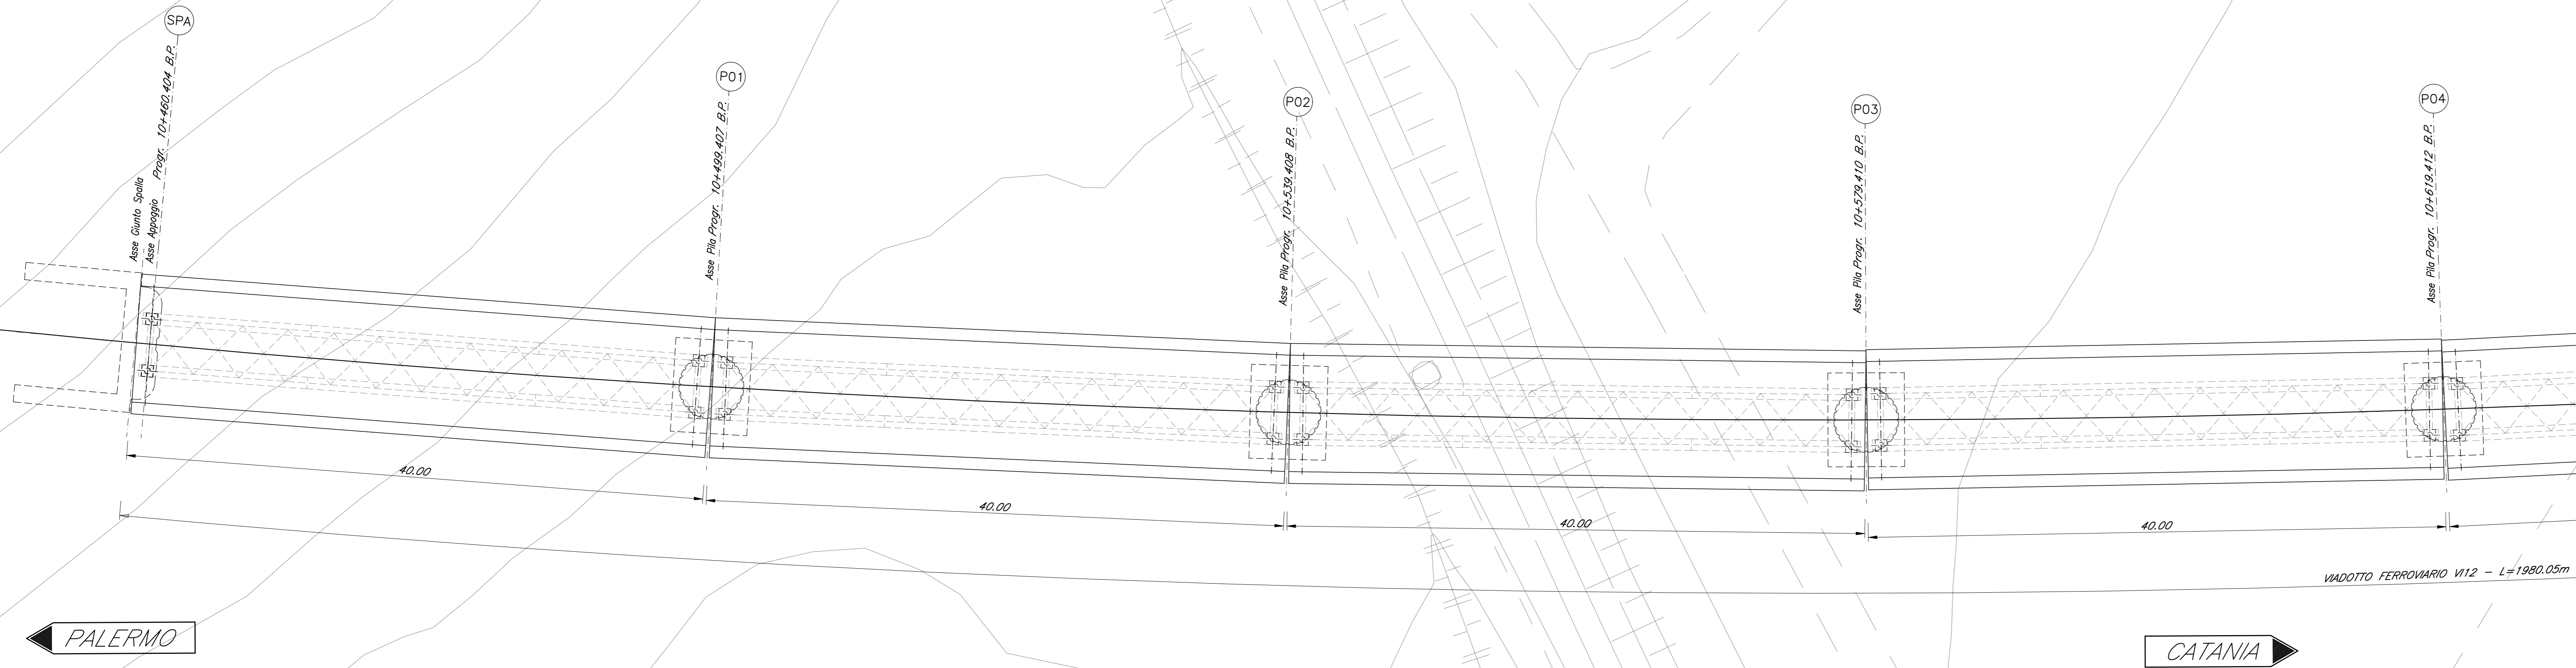 SPA
Progr. 10+460.404 B.P.
Asse Giunto Spalla
Asse Appoggio
P01
Asse Pila Progr. 10+499.407 B.P.
P02
Asse Pila Progr. 10+539.408 B.P.
P03
Asse Pila Progr. 10+579.410 B.P.
P04
Asse Pila Progr. 10+619.412 B.P.
40.00
40.00
40.00
40.00
VIADOTTO FERROVIARIO VI12 - L=1980.05m
PALERMO
CATANIA